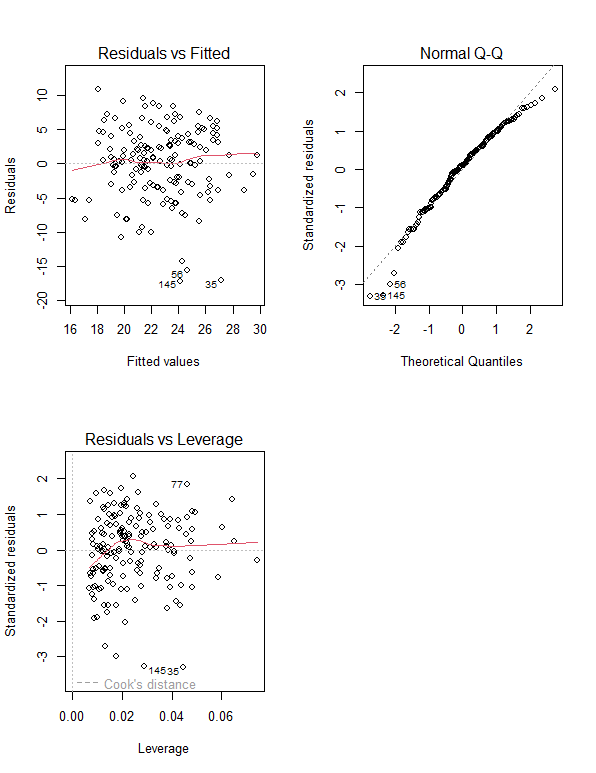 Residuals vs Fitted
Residuals
10
5
0
-5
-10
-15
-20
56
145
35
16 18 20 22 24 26 28 30
Fitted values
Normal Q-Q
Standardized residuals
2
1
0
-1
-2
-3
56
35
145
-2 -1 0 1 2
Theoretical Quantiles
Residuals vs Leverage
Standardized residuals
2
1
0
-1
-2
-3
77
145
35
Cook's distance
0.00 0.02 0.04 0.06
Leverage